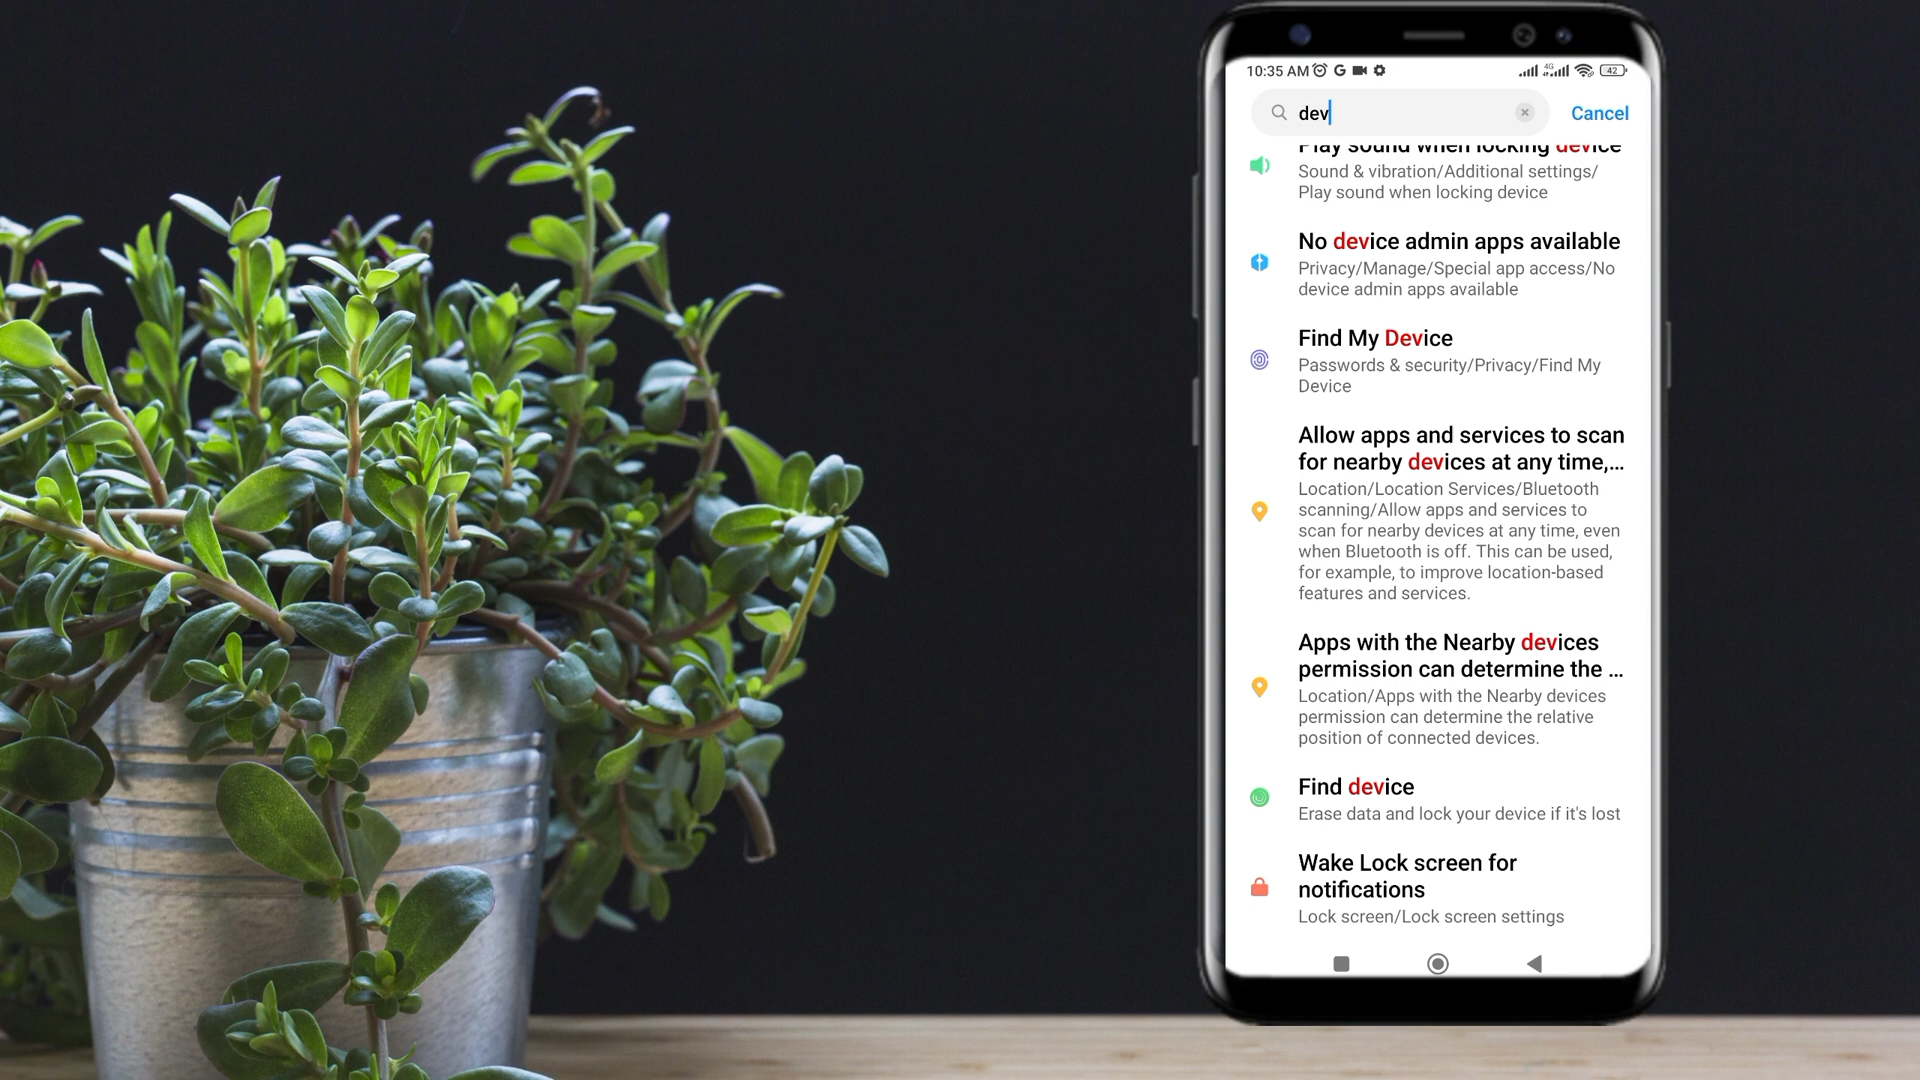 10:35 AM
4G
42
dev
Cancel
Play sound when locking device
Sound & vibration/Additional settings/
Play sound when locking device
No device admin apps available
Privacy/Manage/Special app access/No
device admin apps available
Find My Device
Passwords & security/Privacy/Find My
Device
Allow apps and services to scan
for nearby devices at any time,...
Location/Location Services/Bluetooth
scanning/Allow apps and services to
scan for nearby devices at any time, even
when Bluetooth is off. This can be used,
for example, to improve location-based
features and services.
Apps with the Nearby devices
permission can determine the ...
Location/Apps with the Nearby devices
permission can determine the relative
position of connected devices.
Find device
Erase data and lock your device if it's lost
Wake Lock screen for
notifications
Lock screen/Lock screen settings